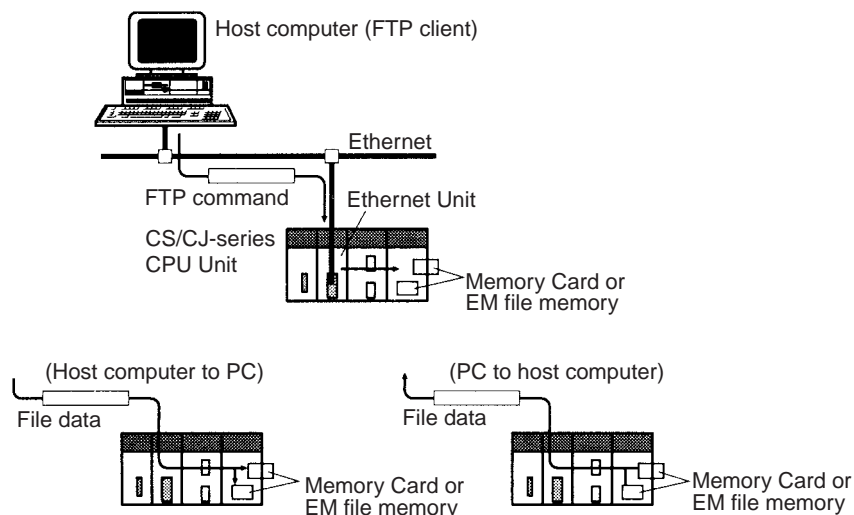 Host computer (FTP client)
Ethernet
FTP command
Ethernet Unit
CS/CJ-series
CPU Unit
Memory Card or
EM file memory
(Host computer to PC)
File data
Memory Card or
EM file memory
(PC to host computer)
File data
Memory Card or
EM file memory